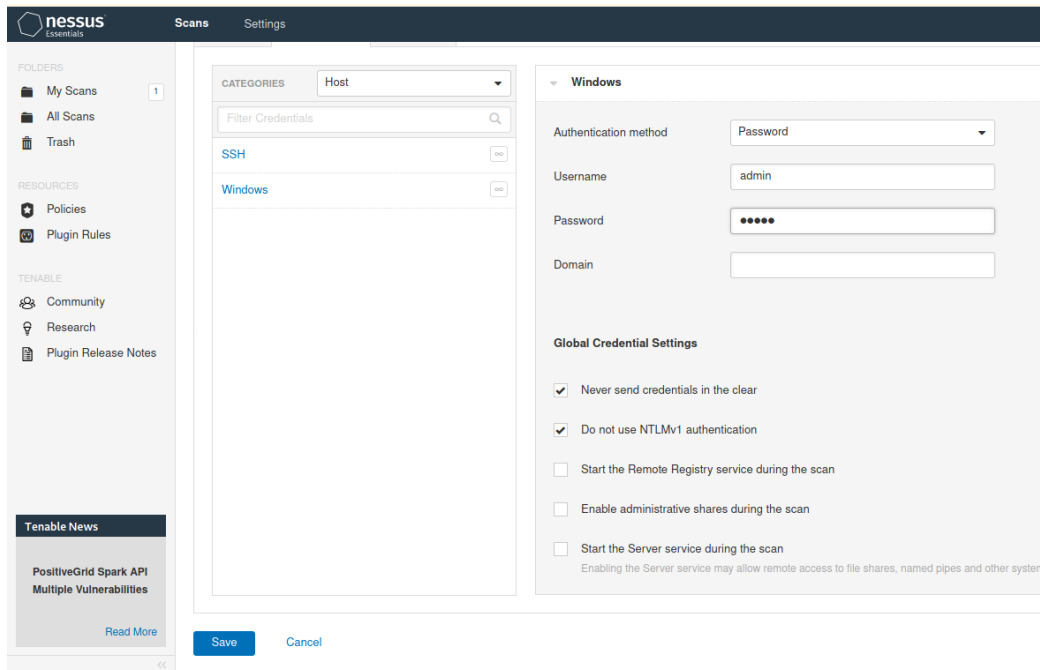 nessus
Essentials
Scans
Settings
FOLDERS
My Scans
1
All Scans
Trash
RESOURCES
Policies
Plugin Rules
TENABLE
Community
Research
Plugin Release Notes
Tenable News
PositiveGrid Spark API
Multiple Vulnerabilities
Read More
CATEGORIES
Host
Filter Credentials
SSH
Windows
Windows
Authentication method
Password
Username
admin
Password
•••••
Domain
Global Credential Settings
Never send credentials in the clear
Do not use NTLMv1 authentication
Start the Remote Registry service during the scan
Enable administrative shares during the scan
Start the Server service during the scan
Enabling the Server service may allow remote access to file shares, named pipes and other system
Save
Cancel